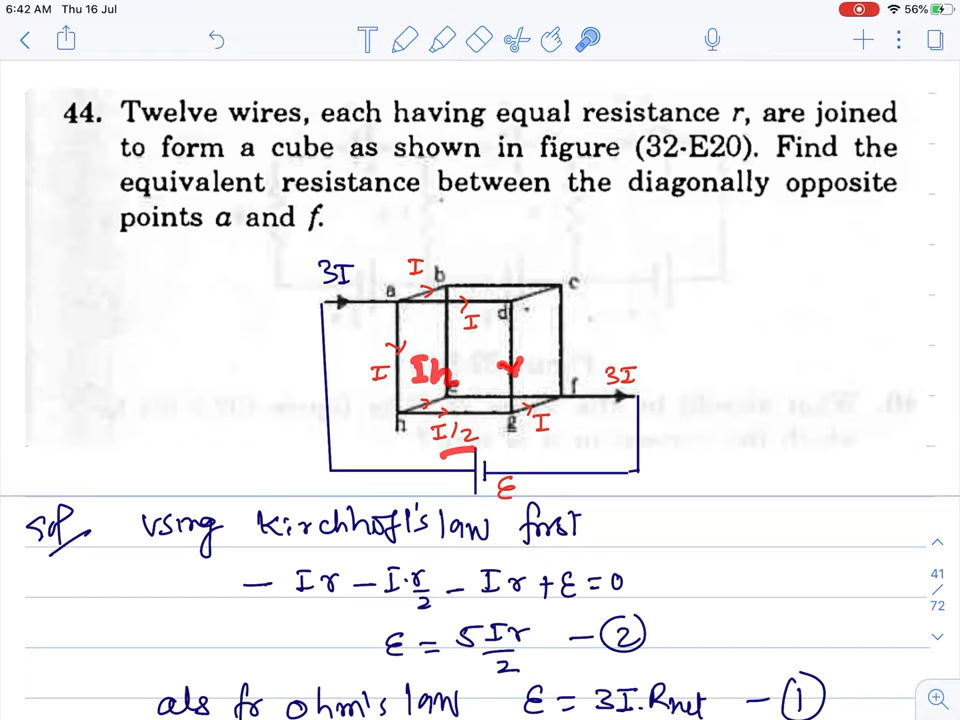 6:42 AM Thu 16 Jul 56%
44. Twelve wires, each having equal resistance r, are joined
to form a cube as shown in figure (32-E20). Find the
equivalent resistance between the diagonally opposite
points a and f.
3I I b
a c
d
I
I I/2
f 3I
h I/2 g I
ε
Sol. Using Kirchhoff's law first
- Ir - I·r/2 - Ir + ε = 0
ε = 5Ir/2 - ②
41
/
72
als fr ohm's law ε = 3I.Rnet - ①